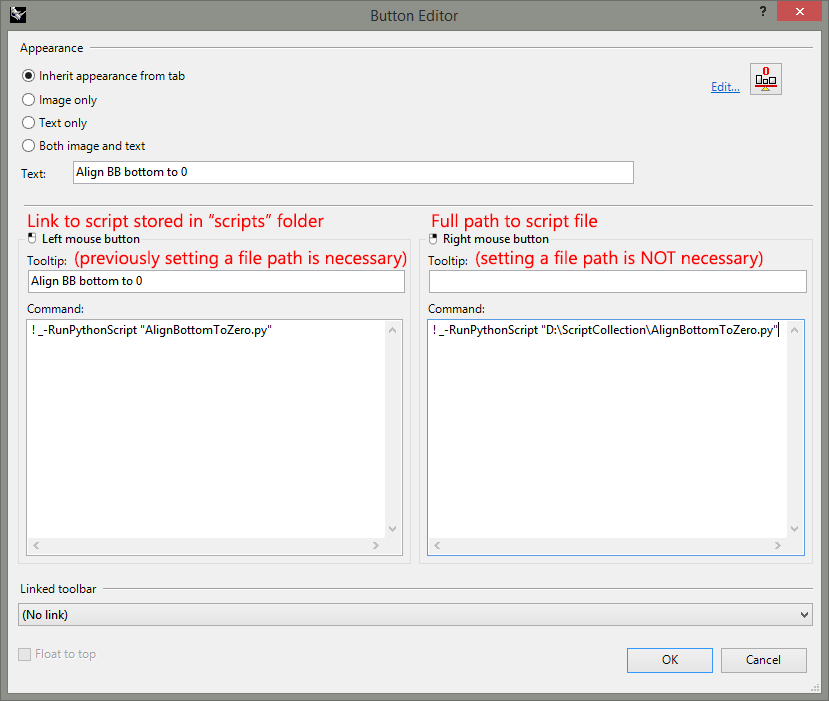 Button Editor
?
Appearance
Inherit appearance from tab
Image only
Text only
Both image and text
Edit...
0
Text:
Align BB bottom to 0
Link to script stored in “scripts” folder
Left mouse button
Tooltip: (previously setting a file path is necessary)
Align BB bottom to 0
Command:
! _-RunPythonScript "AlignBottomToZero.py"
Full path to script file
Right mouse button
Tooltip: (setting a file path is NOT necessary)
Command:
! _-RunPythonScript "D:\ScriptCollection\AlignBottomToZero.py"
Linked toolbar
(No link)
Float to top
OK
Cancel